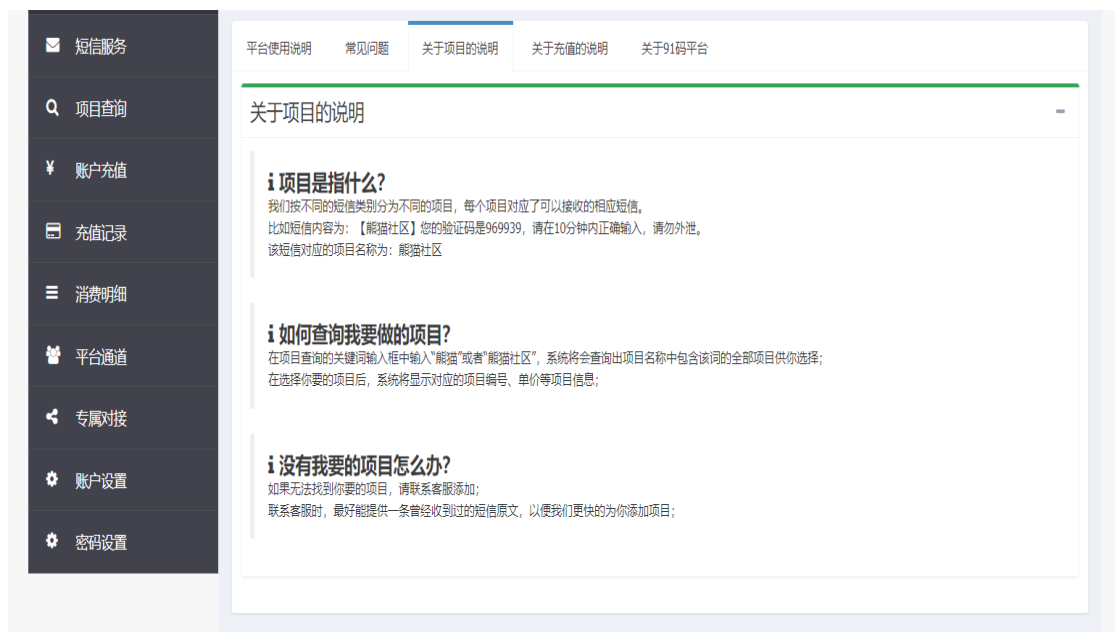 短信服务
项目查询
账户充值
充值记录
消费明细
平台通道
专属对接
账户设置
密码设置
平台使用说明 常见问题 关于项目的说明 关于充值的说明 关于91码平台
关于项目的说明
项目是指什么?
我们按不同的短信类别分为不同的项目，每个项目对应了可以接收的相应短信。
比如短信内容为：【熊猫社区】您的验证码是969939，请在10分钟内正确输入，请勿外泄。
该短信对应的项目名称为：熊猫社区
如何查询我要做的项目?
在项目查询的关键词输入框中输入"熊猫"或者"熊猫社区"，系统将会查询出项目名称中包含该词的全部项目供你选择；
在选择你要的项目后，系统将显示对应的项目编号、单价等项目信息；
没有我要的项目怎么办?
如果无法找到你要的项目，请联系客服添加；
联系客服时，最好能提供一条曾经收到过的短信原文，以便我们更快的为你添加项目；